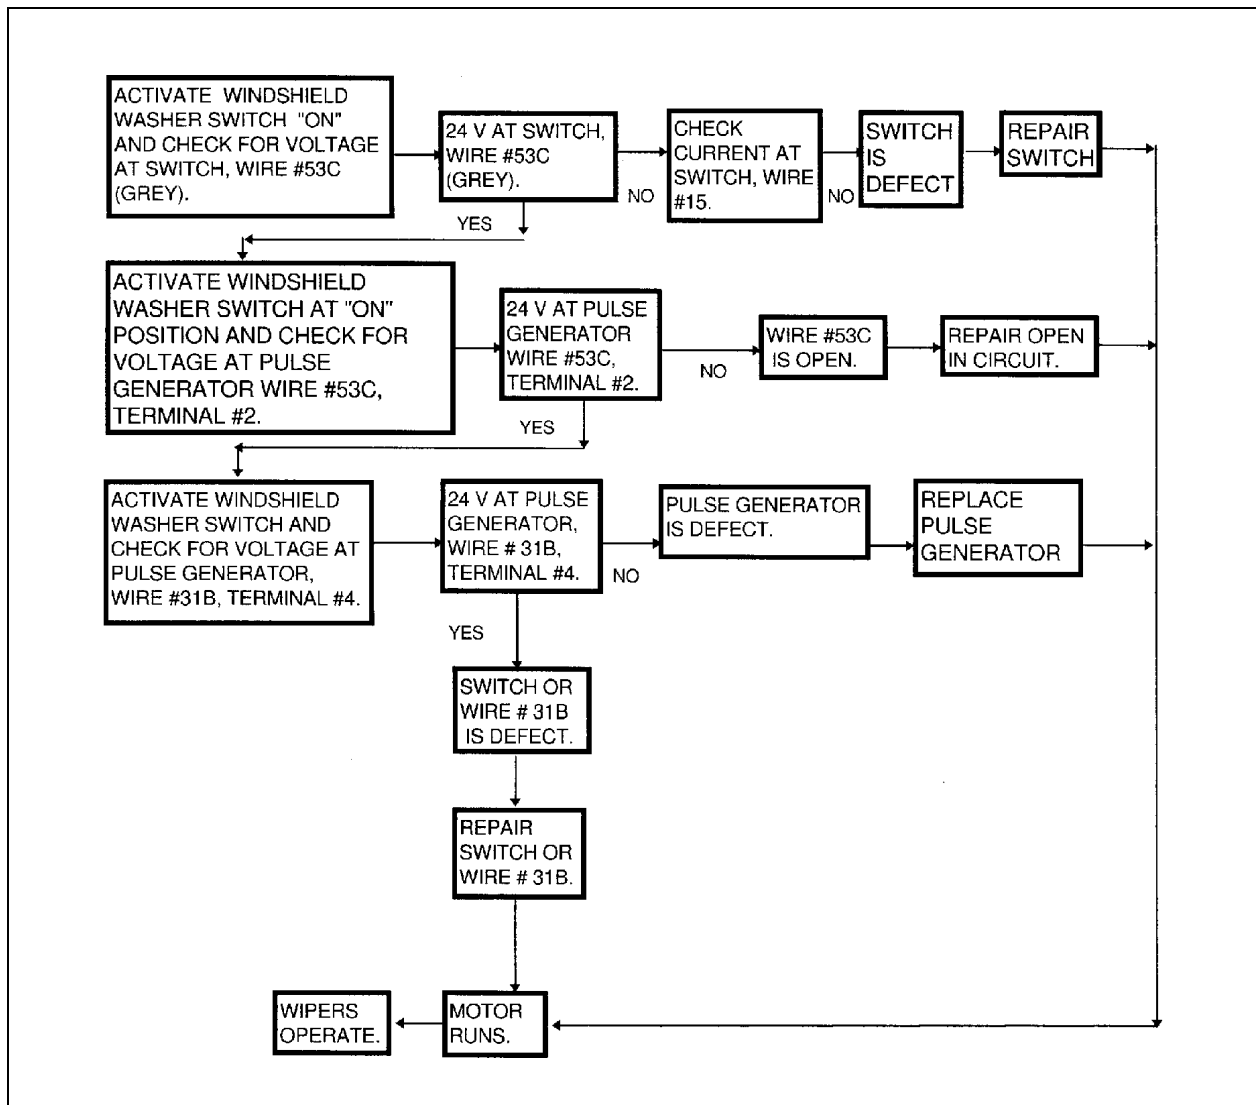 ACTIVATE WINDSHIELD
WASHER SWITCH "ON"
AND CHECK FOR VOLTAGE
AT SWITCH, WIRE #53C
(GREY).
24 V AT SWITCH,
WIRE #53C
(GREY).
NO
CHECK
CURRENT AT
SWITCH, WIRE
#15.
NO
SWITCH
IS
DEFECT
REPAIR
SWITCH
YES
ACTIVATE WINDSHIELD
WASHER SWITCH AT "ON"
POSITION AND CHECK FOR
VOLTAGE AT PULSE
GENERATOR WIRE #53C,
TERMINAL #2.
24 V AT PULSE
GENERATOR
WIRE #53C,
TERMINAL #2.
NO
WIRE #53C
IS OPEN.
REPAIR OPEN
IN CIRCUIT.
YES
ACTIVATE WINDSHIELD
WASHER SWITCH AND
CHECK FOR VOLTAGE AT
PULSE GENERATOR,
WIRE #31B, TERMINAL #4.
24 V AT PULSE
GENERATOR,
WIRE # 31B,
TERMINAL #4.
NO
PULSE GENERATOR
IS DEFECT.
REPLACE
PULSE
GENERATOR
YES
SWITCH OR
WIRE # 31B
IS DEFECT.
REPAIR
SWITCH OR
WIRE # 31B.
WIPERS
OPERATE.
MOTOR
RUNS.